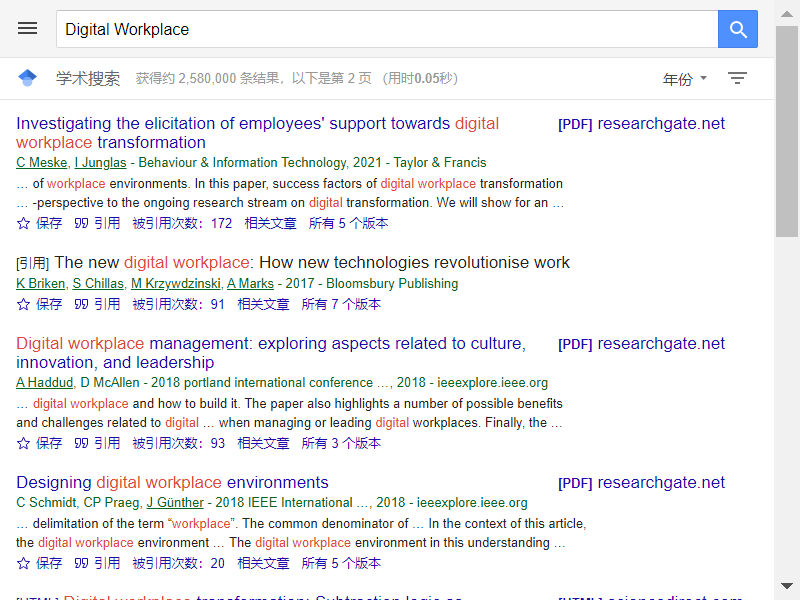 Digital Workplace
学术搜索 获得约 2,580,000 条结果，以下是第 2 页 （用时0.05秒） 年份
Investigating the elicitation of employees' support towards digital [PDF] researchgate.net
workplace transformation
C Meske, I Junglas - Behaviour & Information Technology, 2021 - Taylor & Francis
... of workplace environments. In this paper, success factors of digital workplace transformation
... -perspective to the ongoing research stream on digital transformation. We will show for an ...
保存 引用 被引用次数：172 相关文章 所有 5 个版本
[引用] The new digital workplace: How new technologies revolutionise work
K Briken, S Chillas, M Krzywdzinski, A Marks - 2017 - Bloomsbury Publishing
保存 引用 被引用次数：91 相关文章 所有 7 个版本
Digital workplace management: exploring aspects related to culture, [PDF] researchgate.net
innovation, and leadership
A Haddud, D McAllen - 2018 portland international conference ..., 2018 - ieeexplore.ieee.org
... digital workplace and how to build it. The paper also highlights a number of possible benefits
and challenges related to digital ... when managing or leading digital workplaces. Finally, the ...
保存 引用 被引用次数：93 相关文章 所有 3 个版本
Designing digital workplace environments [PDF] researchgate.net
C Schmidt, CP Praeg, J Günther - 2018 IEEE International ..., 2018 - ieeexplore.ieee.org
... delimitation of the term “workplace”. The common denominator of ... In the context of this article,
the digital workplace environment ... The digital workplace environment in this understanding ...
保存 引用 被引用次数：20 相关文章 所有 5 个版本
[HTML] Digital workplace transformation: Subtraction logic as [HTML] sciencedirect.com